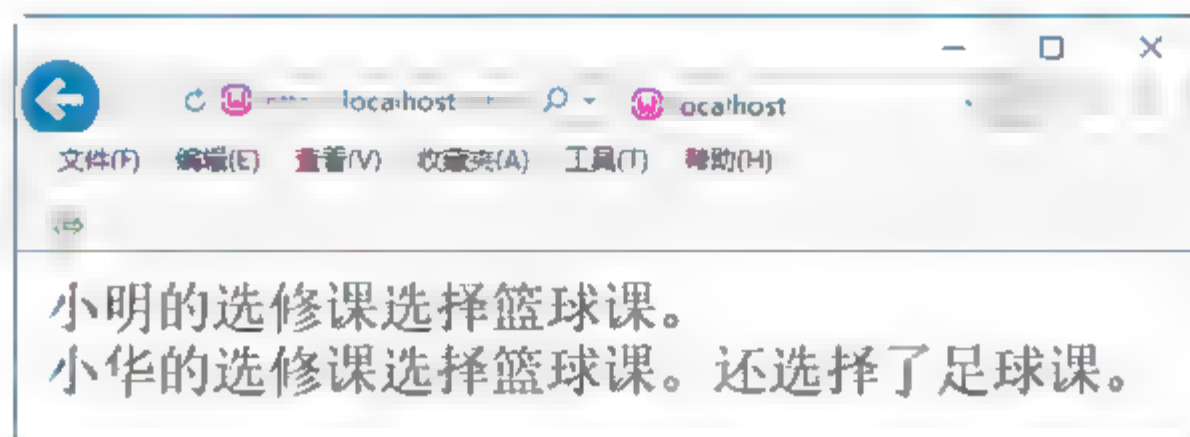 localhost localhost
文件(F) 编辑(E) 查看(V) 收藏夹(A) 工具(T) 帮助(H)
小明的选修课选择篮球课。
小华的选修课选择篮球课。还选择了足球课。